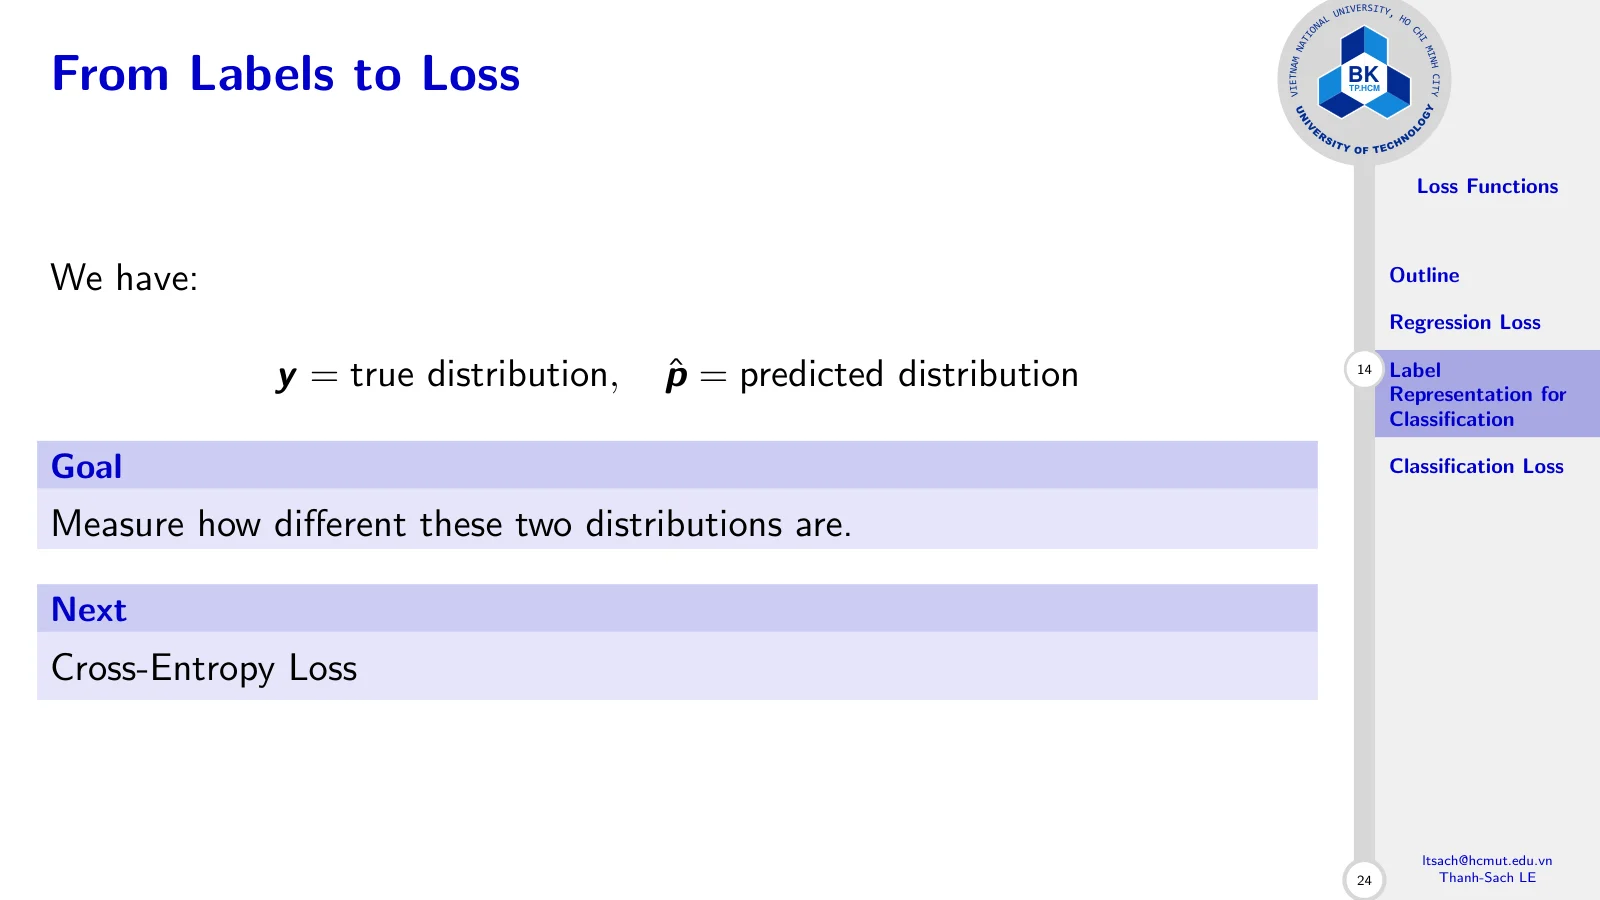 From Labels to Loss
We have:
y = true distribution, p̂ = predicted distribution
Goal
Measure how different these two distributions are.
Next
Cross-Entropy Loss
VIETNAM NATIONAL UNIVERSITY, HO CHI MINH CITY
BK
TP.HCM
UNIVERSITY OF TECHNOLOGY
Loss Functions
Outline
Regression Loss
14
Label
Representation for
Classification
Classification Loss
24
ltsach@hcmut.edu.vn
Thanh-Sach LE